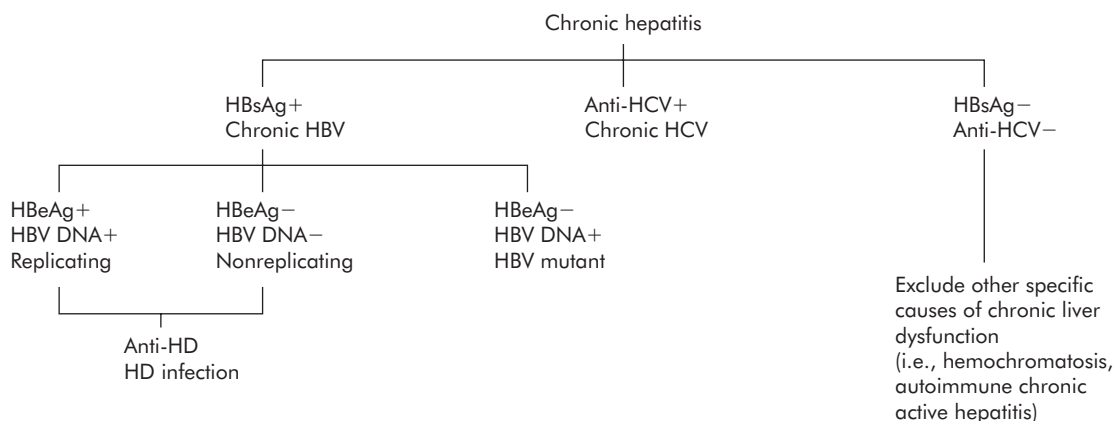 Chronic hepatitis
HBsAg+
Chronic HBV
Anti-HCV+
Chronic HCV
HBsAg−
Anti-HCV−
HBeAg+
HBV DNA+
Replicating
HBeAg−
HBV DNA−
Nonreplicating
HBeAg−
HBV DNA+
HBV mutant
Anti-HD
HD infection
Exclude other specific
causes of chronic liver
dysfunction
(i.e., hemochromatosis,
autoimmune chronic
active hepatitis)